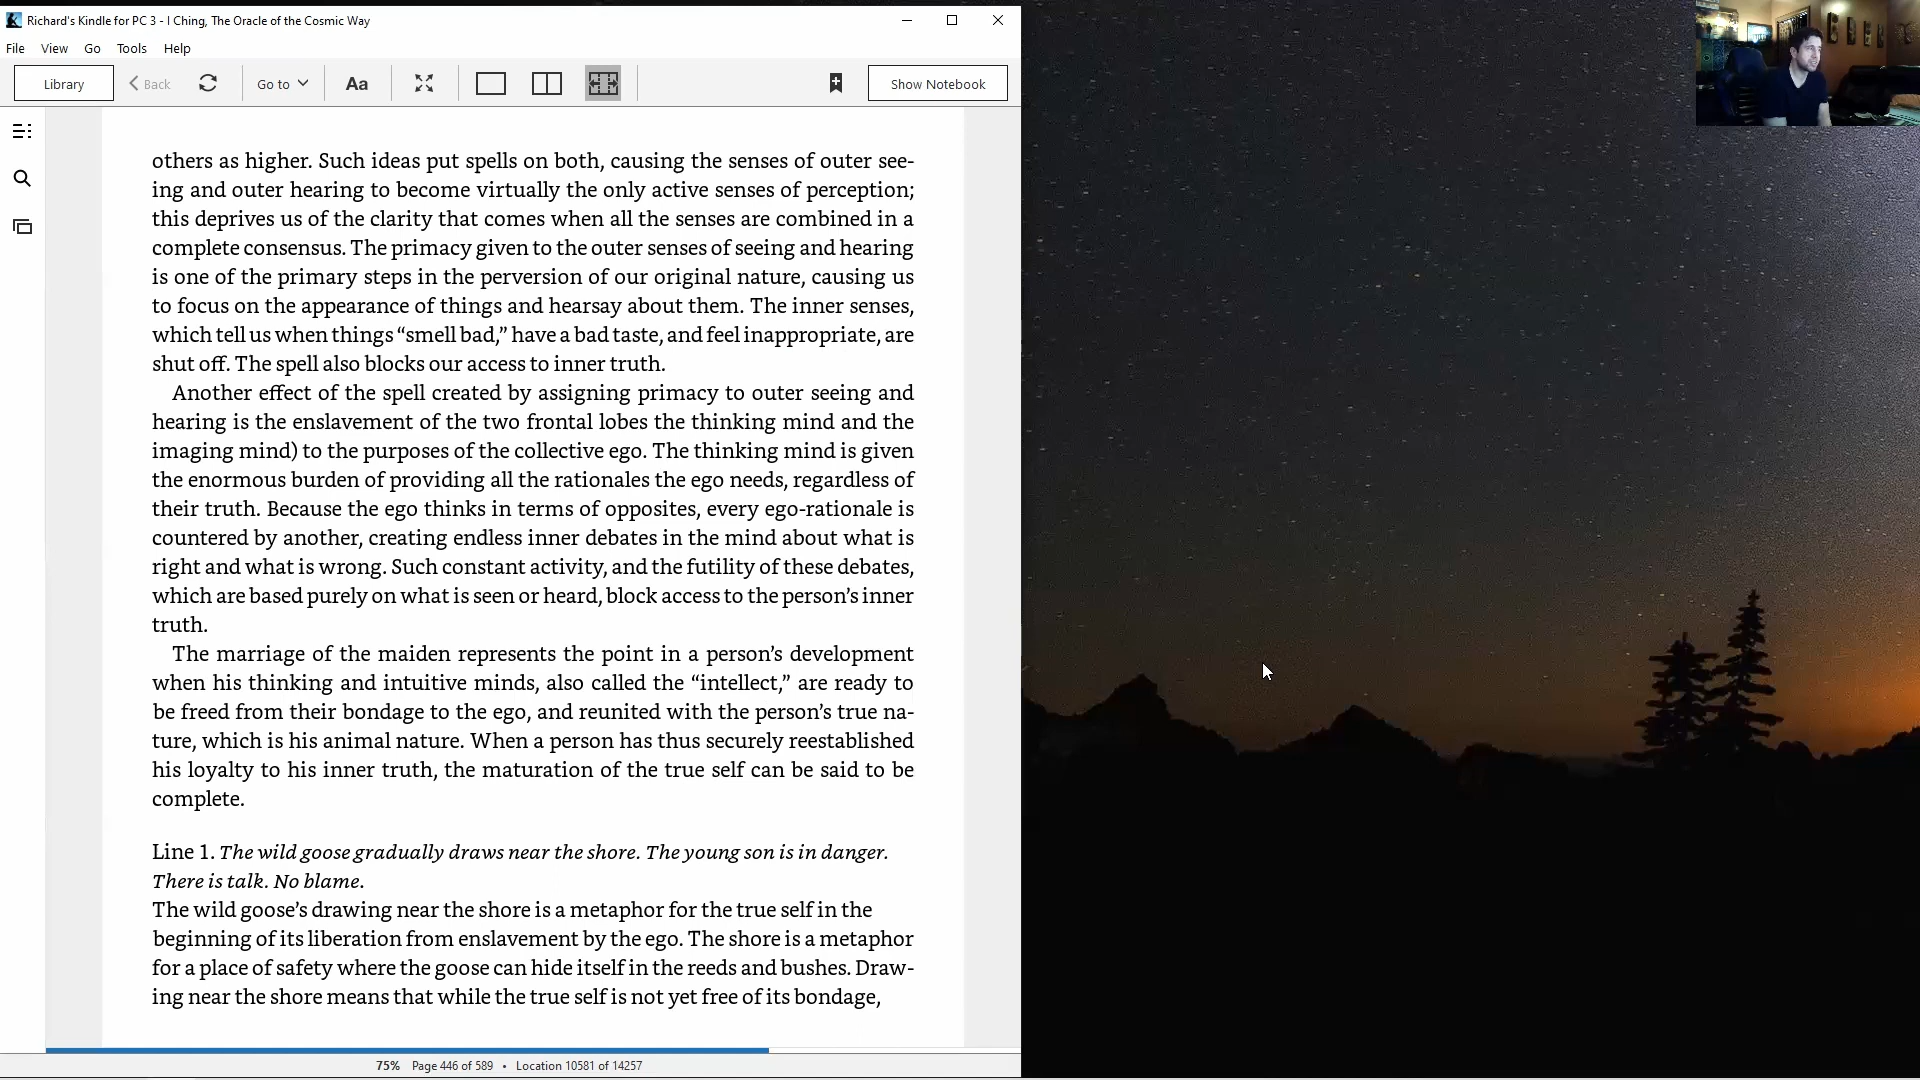 Richard's Kindle for PC 3 - I Ching, The Oracle of the Cosmic Way
File View Go Tools Help
Library Back Go to Aa Show Notebook
others as higher. Such ideas put spells on both, causing the senses of outer see-
ing and outer hearing to become virtually the only active senses of perception;
this deprives us of the clarity that comes when all the senses are combined in a
complete consensus. The primacy given to the outer senses of seeing and hearing
is one of the primary steps in the perversion of our original nature, causing us
to focus on the appearance of things and hearsay about them. The inner senses,
which tell us when things “smell bad,” have a bad taste, and feel inappropriate, are
shut off. The spell also blocks our access to inner truth.
Another effect of the spell created by assigning primacy to outer seeing and
hearing is the enslavement of the two frontal lobes the thinking mind and the
imaging mind) to the purposes of the collective ego. The thinking mind is given
the enormous burden of providing all the rationales the ego needs, regardless of
their truth. Because the ego thinks in terms of opposites, every ego-rationale is
countered by another, creating endless inner debates in the mind about what is
right and what is wrong. Such constant activity, and the futility of these debates,
which are based purely on what is seen or heard, block access to the person’s inner
truth.
The marriage of the maiden represents the point in a person’s development
when his thinking and intuitive minds, also called the “intellect,” are ready to
be freed from their bondage to the ego, and reunited with the person’s true na-
ture, which is his animal nature. When a person has thus securely reestablished
his loyalty to his inner truth, the maturation of the true self can be said to be
complete.
Line 1. The wild goose gradually draws near the shore. The young son is in danger.
There is talk. No blame.
The wild goose’s drawing near the shore is a metaphor for the true self in the
beginning of its liberation from enslavement by the ego. The shore is a metaphor
for a place of safety where the goose can hide itself in the reeds and bushes. Draw-
ing near the shore means that while the true self is not yet free of its bondage,
75% Page 446 of 589 • Location 10581 of 14257